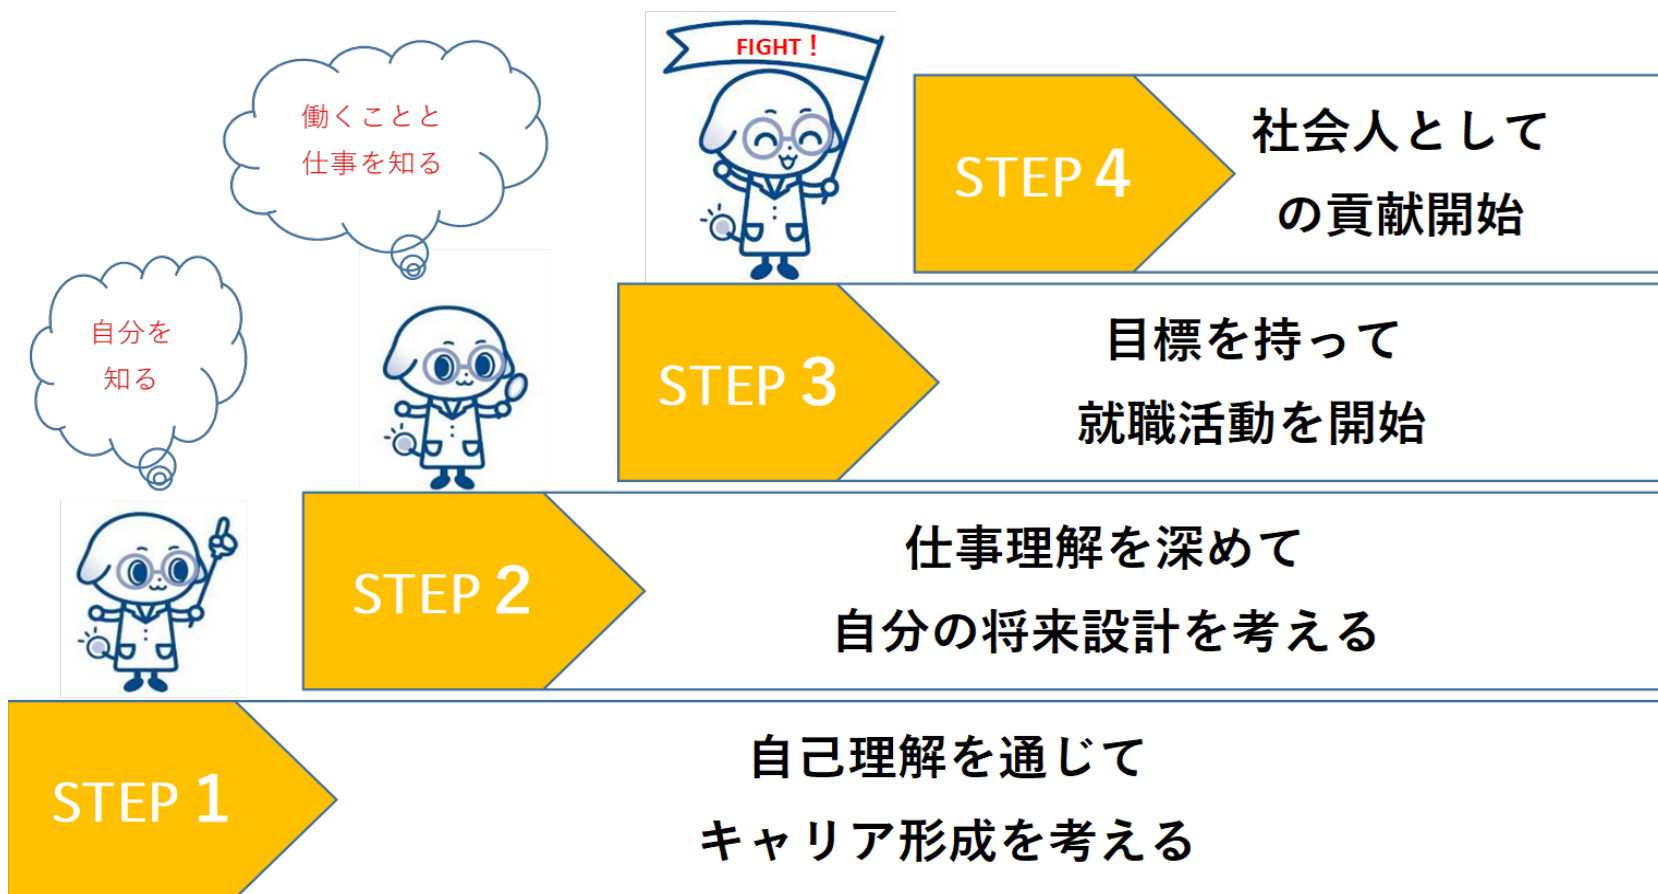 FIGHT！
働くことと
仕事を知る
自分を
知る
STEP 4
社会人として
の貢献開始
STEP 3
目標を持って
就職活動を開始
STEP 2
仕事理解を深めて
自分の将来設計を考える
STEP 1
自己理解を通じて
キャリア形成を考える